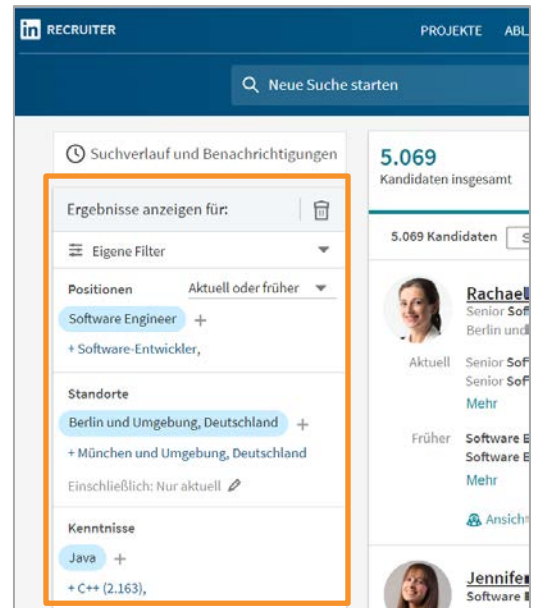 in RECRUITER
PROJEKTE
Neue Suche starten
Suchverlauf und Benachrichtigungen
5.069
Kandidaten insgesamt
Ergebnisse anzeigen für:
5.069 Kandidaten
Eigene Filter
Positionen Aktuell oder früher
Software Engineer +
+ Software-Entwickler,
Standorte
Berlin und Umgebung, Deutschland +
+ München und Umgebung, Deutschland
Einschließlich: Nur aktuell
Kenntnisse
Java +
+ C++ (2.163),
Rachael
Senior
Berlin und
Aktuell Senior
Senior
Mehr
Früher Software
Software
Mehr
Software